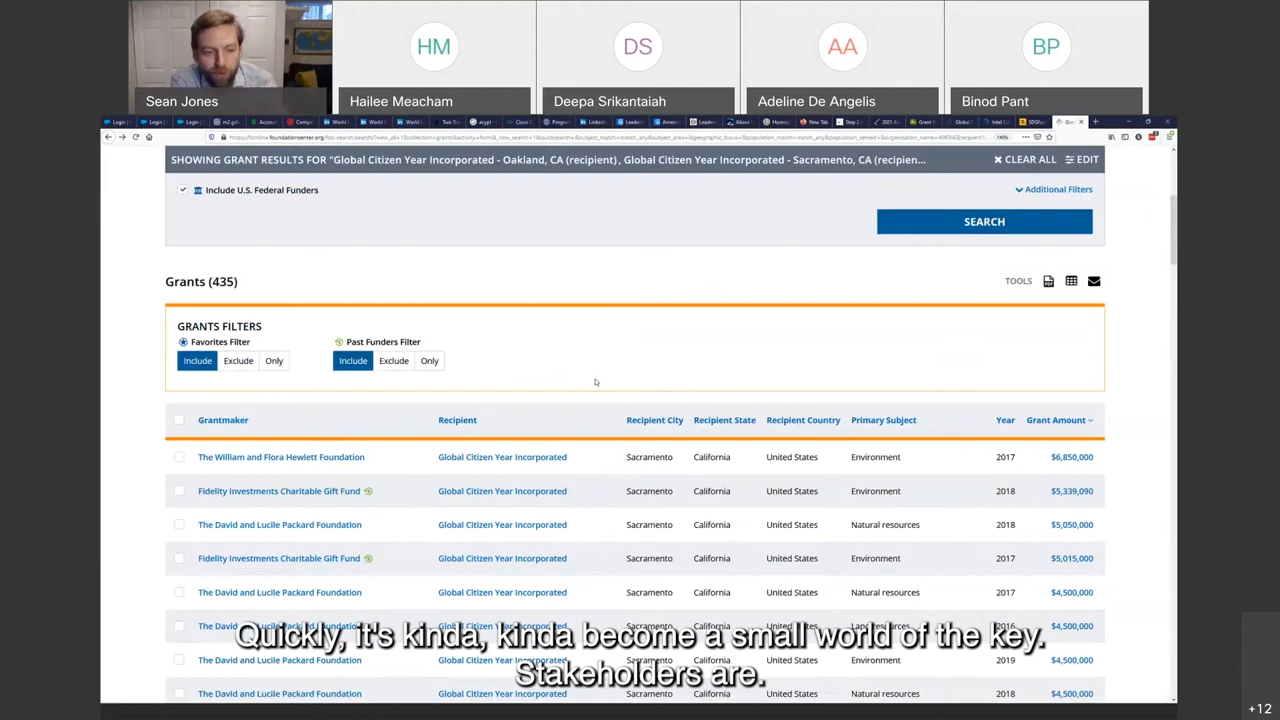 HM
DS
AA
BP
Sean Jones
Hailee Meacham
Deepa Srikantaiah
Adeline De Angelis
Binod Pant
SHOWING GRANT RESULTS FOR "Global Citizen Year Incorporated - Oakland, CA (recipient) , Global Citizen Year Incorporated - Sacramento, CA (recipien...
CLEAR ALL
EDIT
Include U.S. Federal Funders
Additional Filters
SEARCH
Grants (435)
TOOLS
GRANTS FILTERS
Favorites Filter
Past Funders Filter
Include Exclude Only
Include Exclude Only
Grantmaker Recipient Recipient City Recipient State Recipient Country Primary Subject Year Grant Amount
The William and Flora Hewlett Foundation Global Citizen Year Incorporated Sacramento California United States Environment 2017 $6,850,000
Fidelity Investments Charitable Gift Fund Global Citizen Year Incorporated Sacramento California United States Environment 2018 $5,339,090
The David and Lucile Packard Foundation Global Citizen Year Incorporated Sacramento California United States Natural resources 2018 $5,050,000
Fidelity Investments Charitable Gift Fund Global Citizen Year Incorporated Sacramento California United States Environment 2017 $5,015,000
The David and Lucile Packard Foundation Global Citizen Year Incorporated Sacramento California United States Natural resources 2017 $4,500,000
$4,500,000
Quickly, it's kinda, kinda become a small world of the key.
The David and Lucile Packard Foundation Global Citizen Year Incorporated Sacramento California United States Environment 2019 $4,500,000
Stakeholders are.
The David and Lucile Packard Foundation Global Citizen Year Incorporated Sacramento California United States Natural resources 2018 $4,500,000
+12